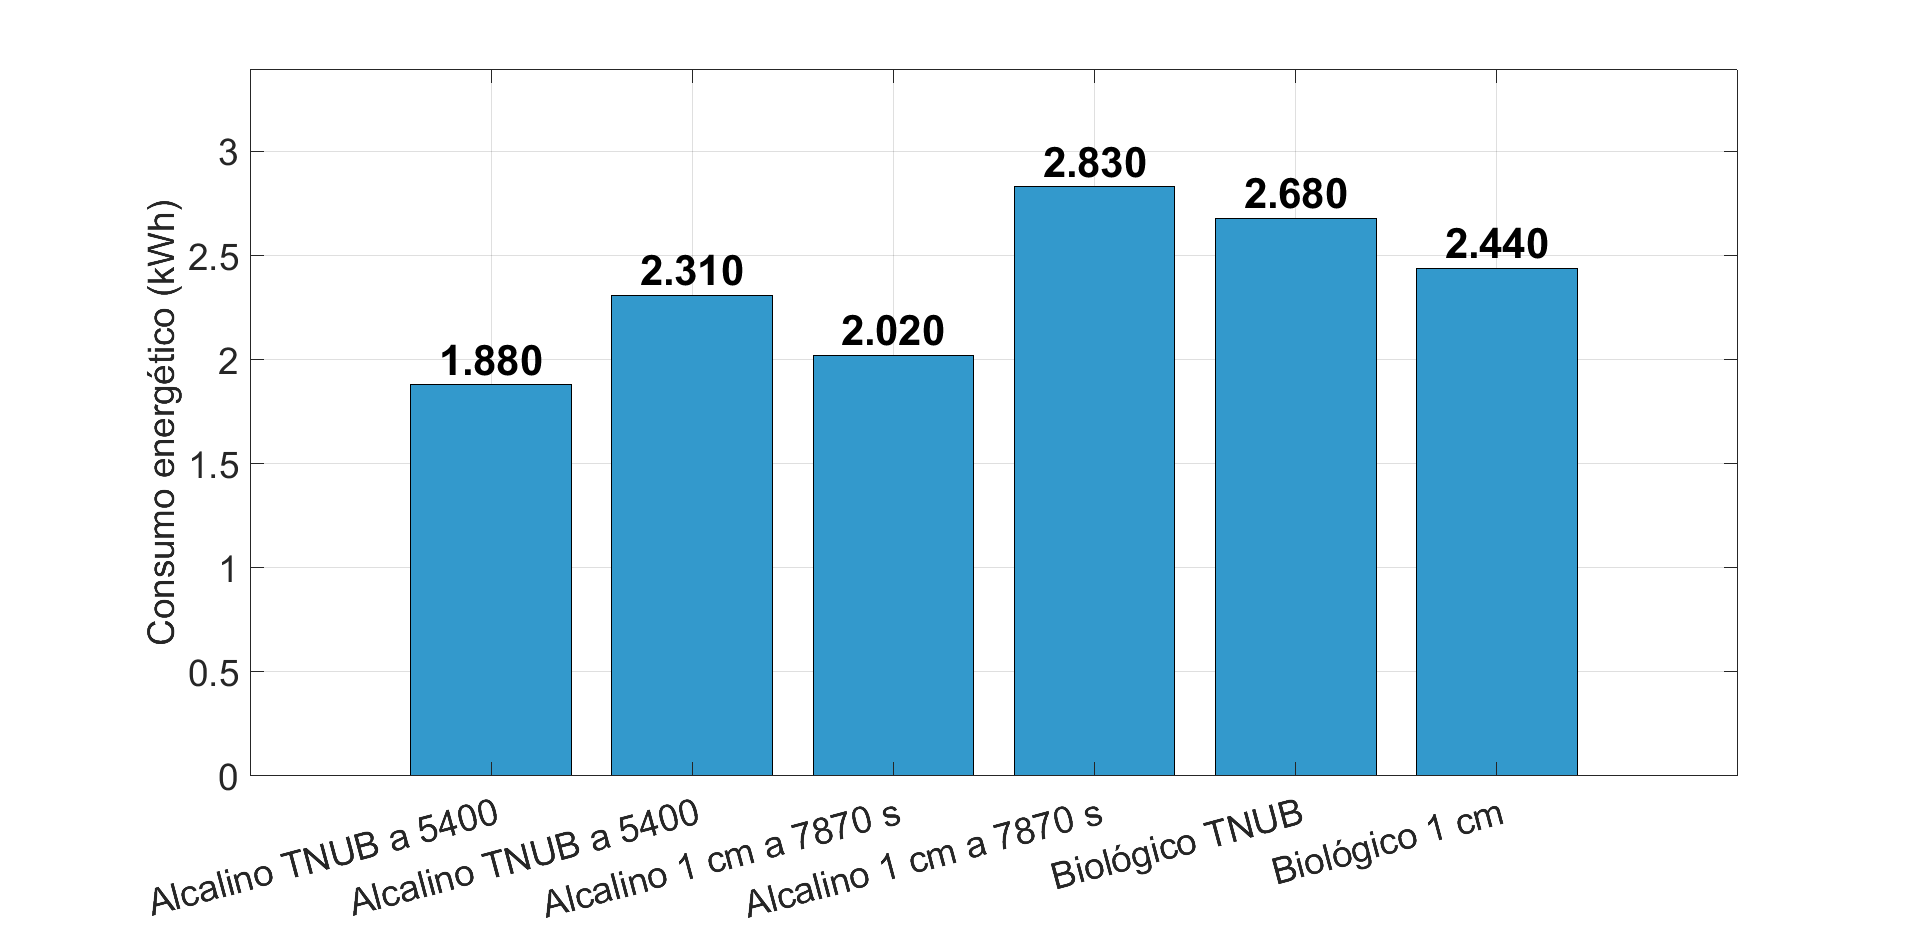 Consumo energético (kWh)
3
2.5
2
1.5
1
0.5
0
1.880
2.310
2.020
2.830
2.680
2.440
Alcalino TNUB a 5400
Alcalino TNUB a 5400
Alcalino 1 cm a 7870 s
Alcalino 1 cm a 7870 s
Biológico TNUB
Biológico 1 cm